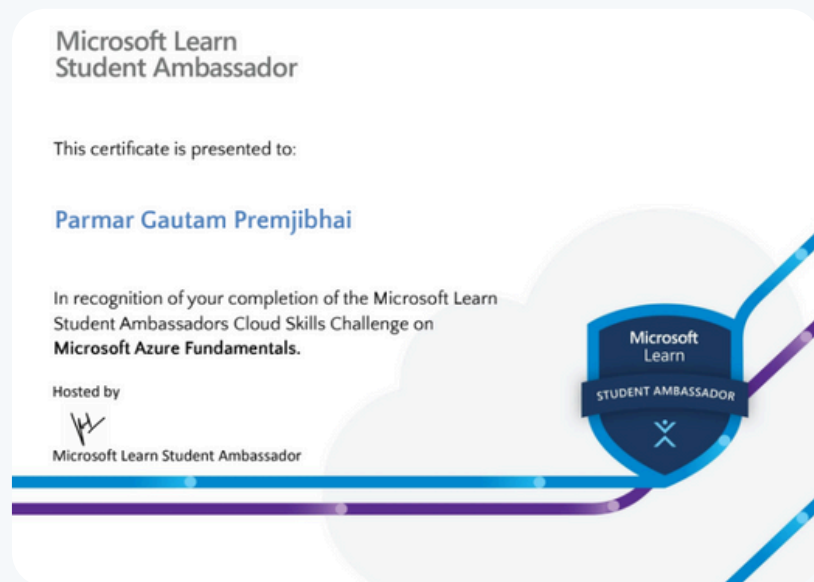 Microsoft Learn
Student Ambassador
This certificate is presented to:
Parmar Gautam Premjibhai
In recognition of your completion of the Microsoft Learn
Student Ambassadors Cloud Skills Challenge on
Microsoft Azure Fundamentals.
Hosted by
Microsoft Learn Student Ambassador
Microsoft
Learn
STUDENT AMBASSADOR